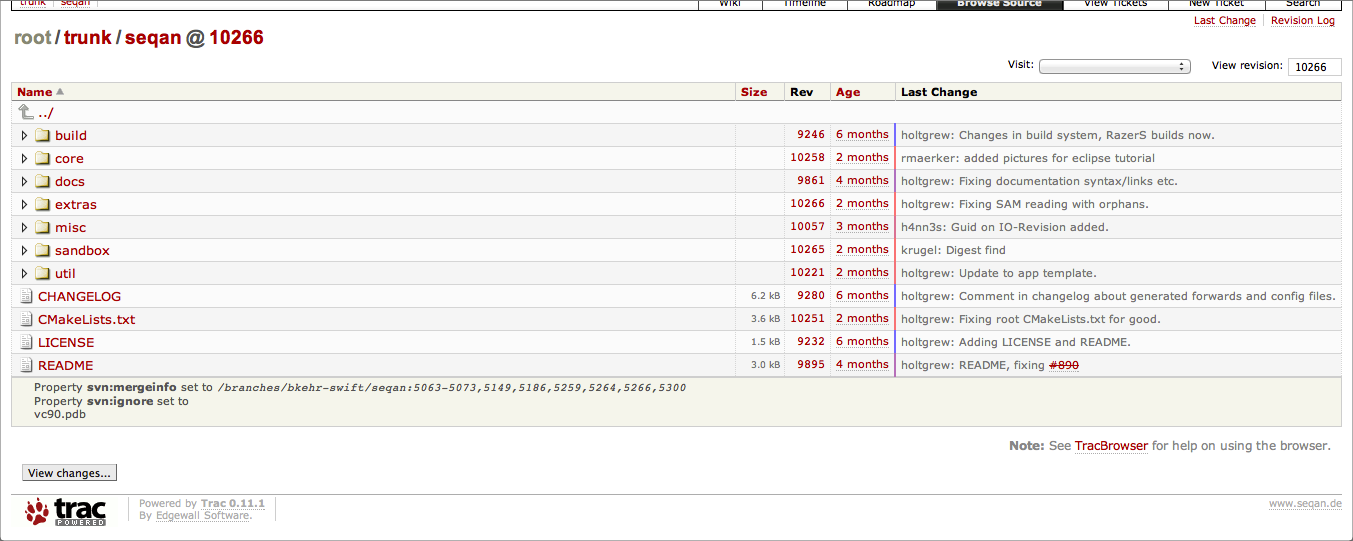 trunk seqan Wiki Timeline Roadmap Browse Source View Tickets New Ticket Search
Last Change Revision Log
root / trunk / seqan @ 10266
Visit: View revision: 10266
Name Size Rev Age Last Change
../
build 9246 6 months holtgrew: Changes in build system, RazerS builds now.
core 10258 2 months rmaerker: added pictures for eclipse tutorial
docs 9861 4 months holtgrew: Fixing documentation syntax/links etc.
extras 10266 2 months holtgrew: Fixing SAM reading with orphans.
misc 10057 3 months h4nn3s: Guid on IO-Revision added.
sandbox 10265 2 months krugel: Digest find
util 10221 2 months holtgrew: Update to app template.
CHANGELOG 6.2 kB 9280 6 months holtgrew: Comment in changelog about generated forwards and config files.
CMakeLists.txt 3.6 kB 10251 2 months holtgrew: Fixing root CMakeLists.txt for good.
LICENSE 1.5 kB 9232 6 months holtgrew: Adding LICENSE and README.
README 3.0 kB 9895 4 months holtgrew: README, fixing #890
Property svn:mergeinfo set to /branches/bkehr-swift/seqan:5063-5073,5149,5186,5259,5264,5266,5300
Property svn:ignore set to
vc90.pdb
Note: See TracBrowser for help on using the browser.
View changes...
trac POWERED
Powered by Trac 0.11.1
By Edgewall Software.
www.seqan.de